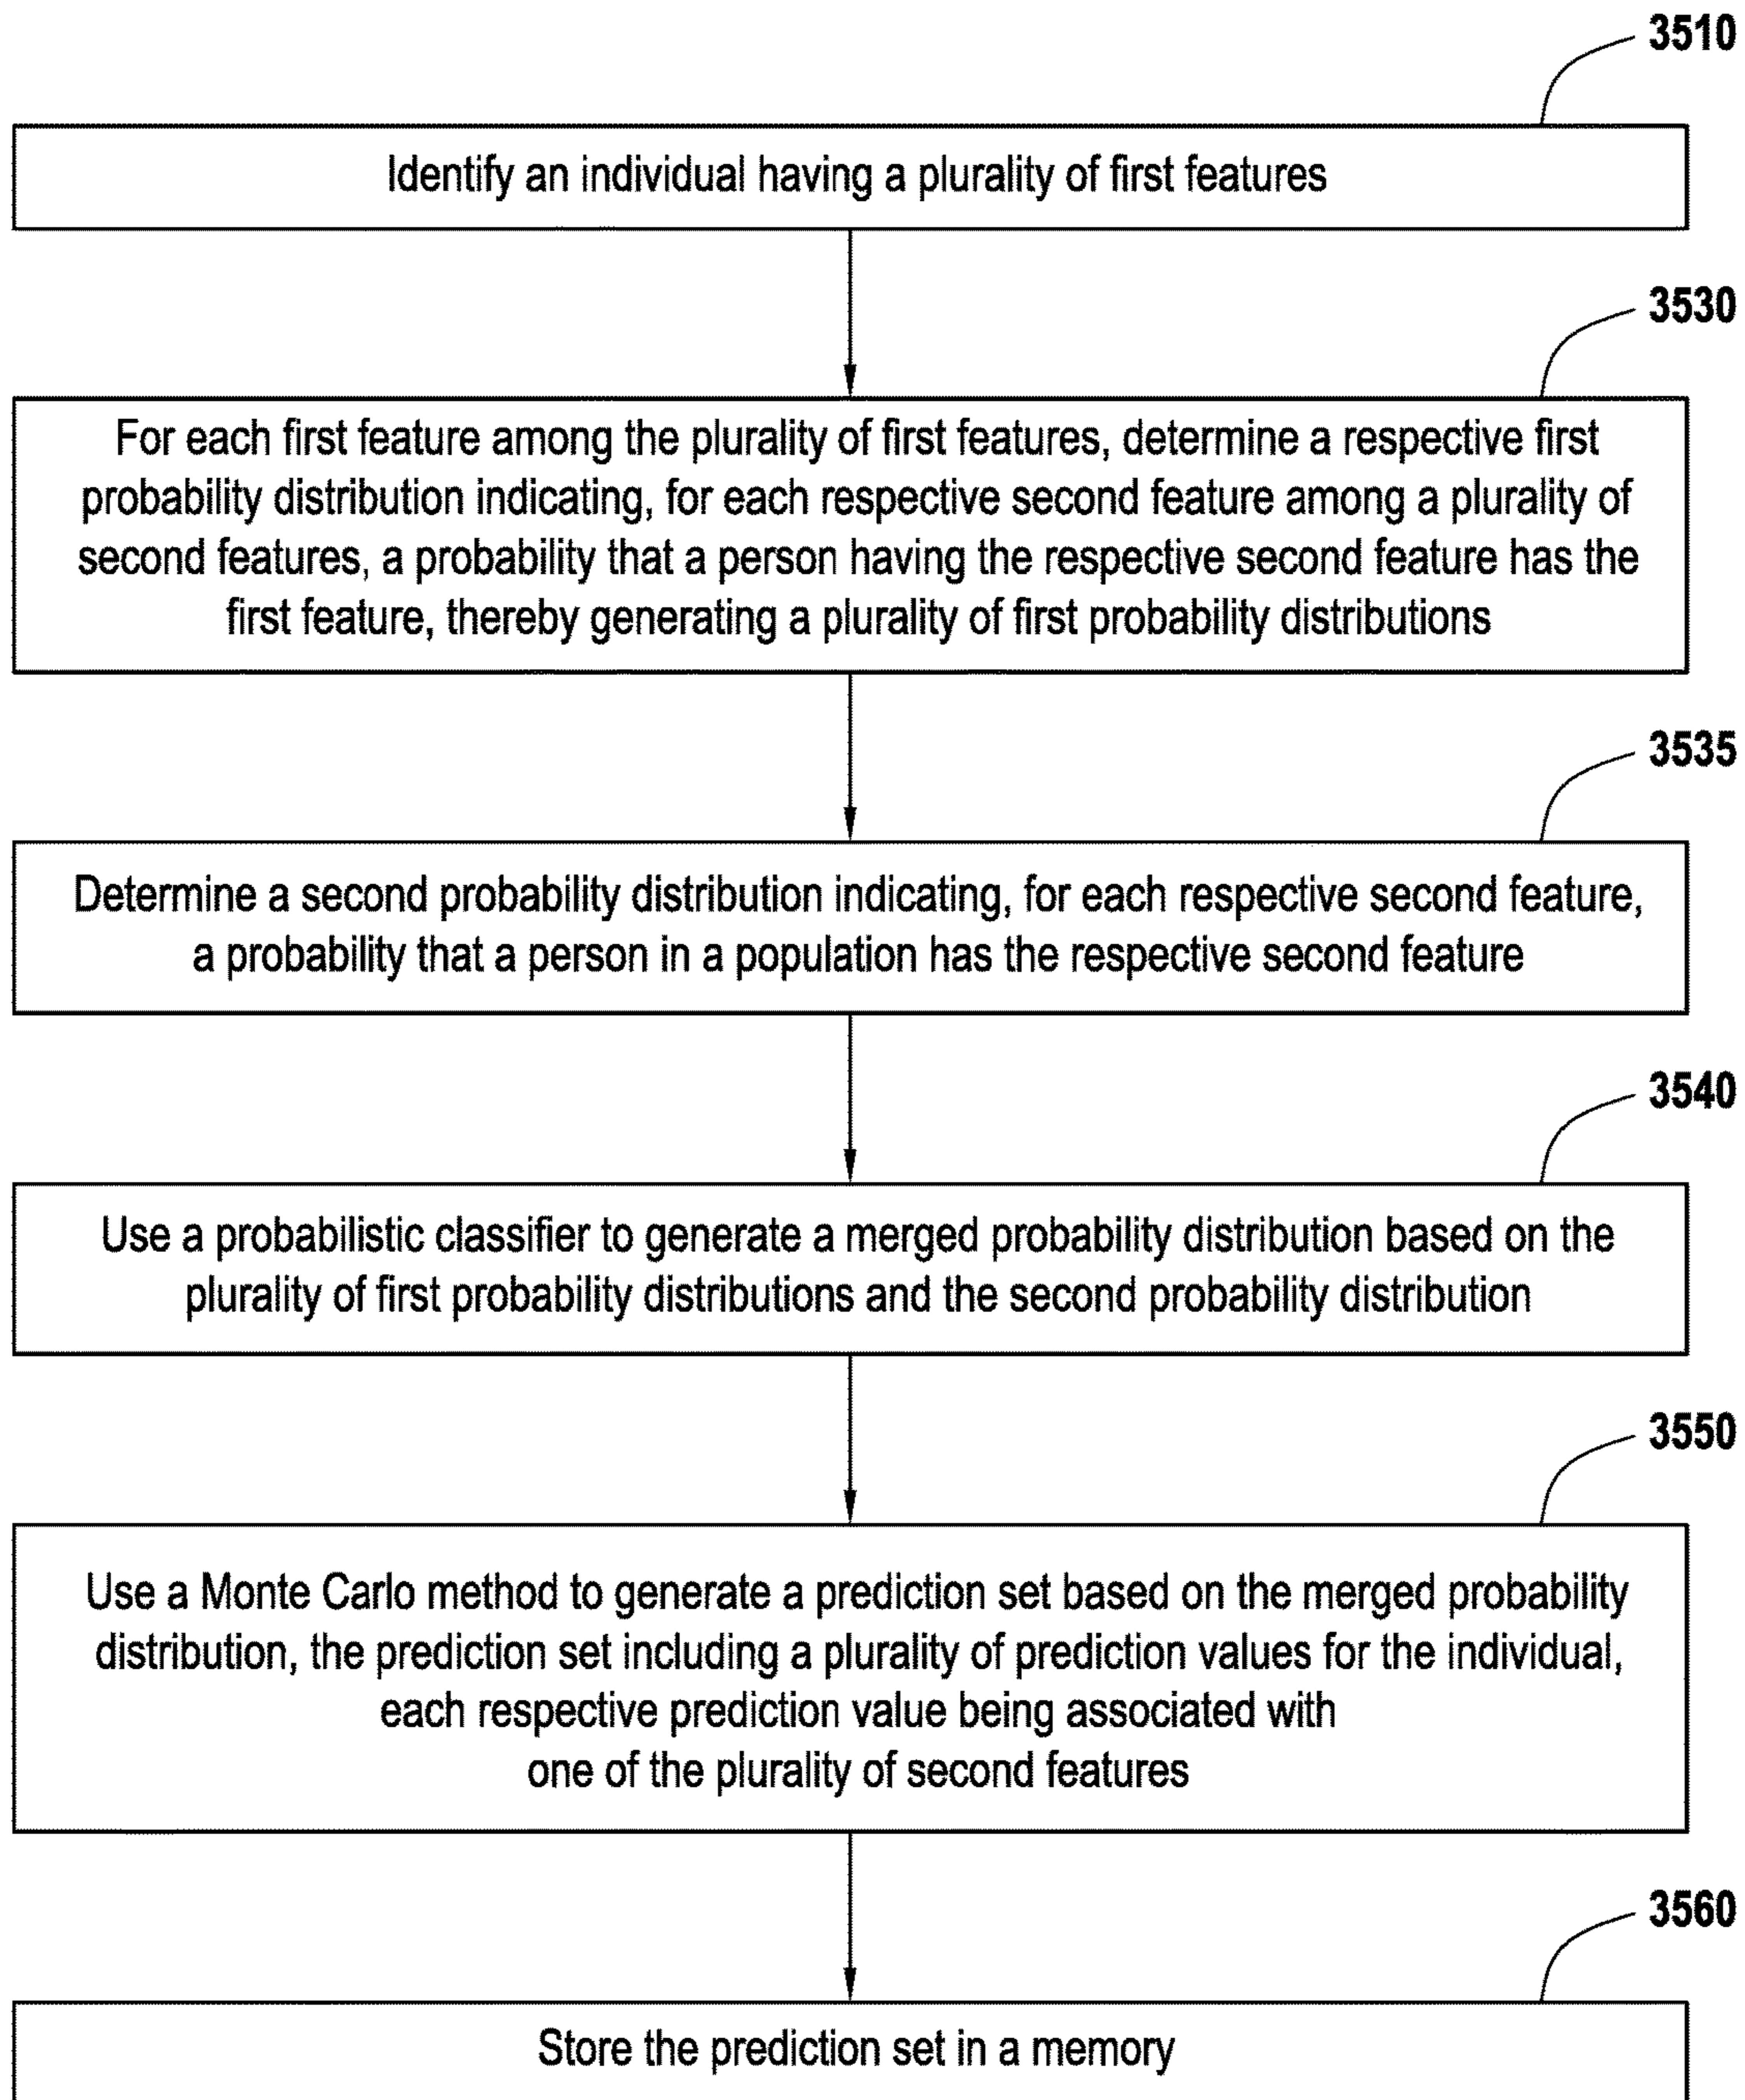 3510
Identify an individual having a plurality of first features
3530
For each first feature among the plurality of first features, determine a respective first
probability distribution indicating, for each respective second feature among a plurality of
second features, a probability that a person having the respective second feature has the
first feature, thereby generating a plurality of first probability distributions
3535
Determine a second probability distribution indicating, for each respective second feature,
a probability that a person in a population has the respective second feature
3540
Use a probabilistic classifier to generate a merged probability distribution based on the
plurality of first probability distributions and the second probability distribution
3550
Use a Monte Carlo method to generate a prediction set based on the merged probability
distribution, the prediction set including a plurality of prediction values for the individual,
each respective prediction value being associated with
one of the plurality of second features
3560
Store the prediction set in a memory